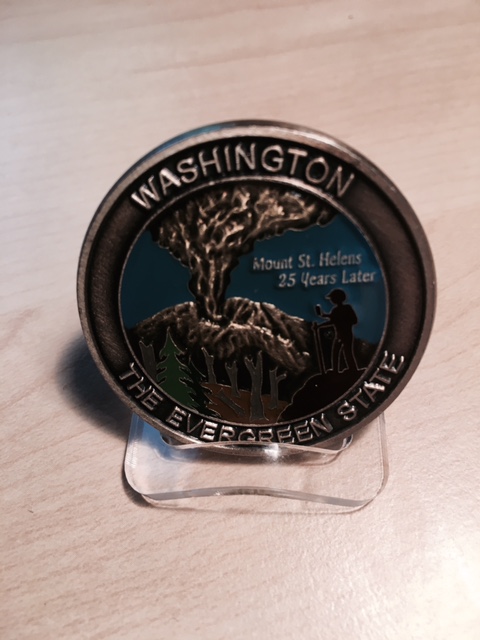 WASHINGTON
Mount St. Helens
25 Years Later
THE EVERGREEN STATE